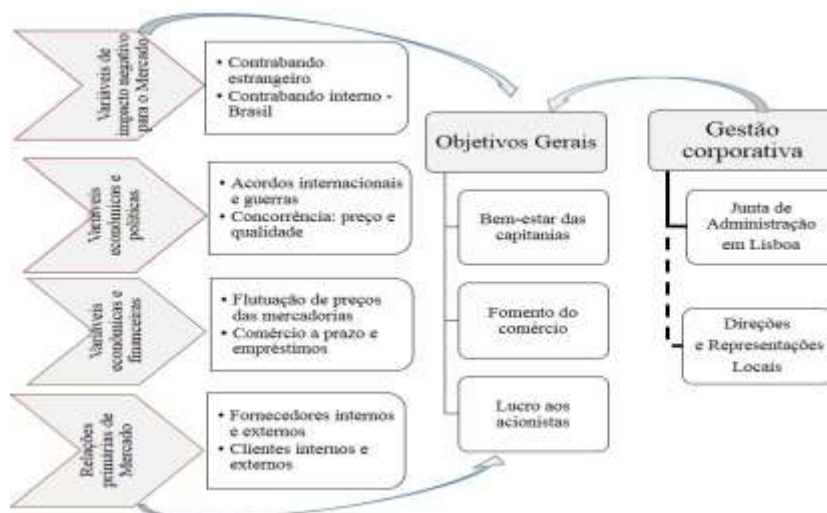 Variáveis de
impacto negativo
para o Mercado
• Contrabando
estrangeiro
• Contrabando interno -
Brasil
Variáveis
econômicas e
políticas
• Acordos internacionais e
guerras
• Concorrência: preço e
qualidade
Variáveis
econômicas e
financeiras
• Flutuação de preços
das mercadorias
• Comércio a prazo e
empréstimos
Relações
primárias de
Mercado
• Fornecedores internos
e externos
• Clientes internos e
externos
Objetivos Gerais
Bem-estar das
capitanias
Fomento do
comércio
Lucro aos
acionistas
Gestão
corporativa
Junta de
Administração
em Lisboa
Direções
e Representações
Locais